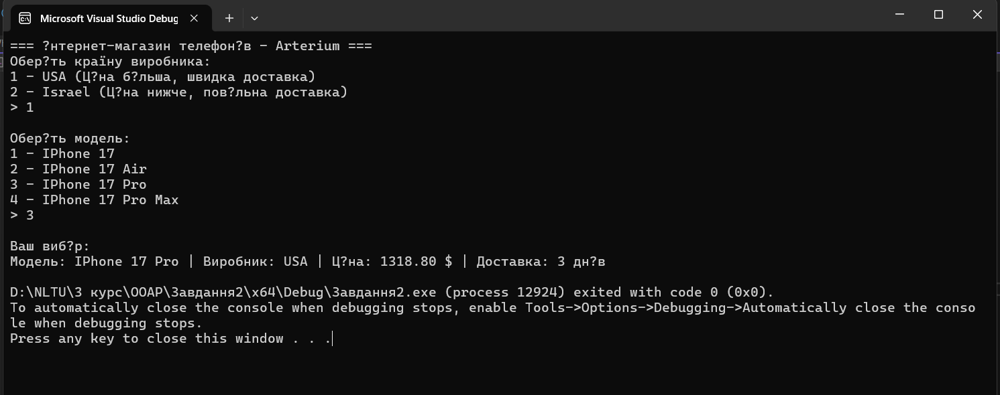 Microsoft Visual Studio Debug
=== ?нтернет-магазин телефон?в - Arterium ===
Обер?ть країну виробника:
1 - USA (Ц?на б?льша, швидка доставка)
2 - Israel (Ц?на нижче, пов?льна доставка)
> 1
Обер?ть модель:
1 - IPhone 17
2 - IPhone 17 Air
3 - IPhone 17 Pro
4 - IPhone 17 Pro Max
> 3
Ваш виб?р:
Модель: IPhone 17 Pro | Виробник: USA | Ц?на: 1318.80 $ | Доставка: 3 дн?в
D:\NLTU\3 курс\ООАР\Завдання2\x64\Debug\Завдання2.exe (process 12924) exited with code 0 (0x0).
To automatically close the console when debugging stops, enable Tools->Options->Debugging->Automatically close the conso
le when debugging stops.
Press any key to close this window . . .